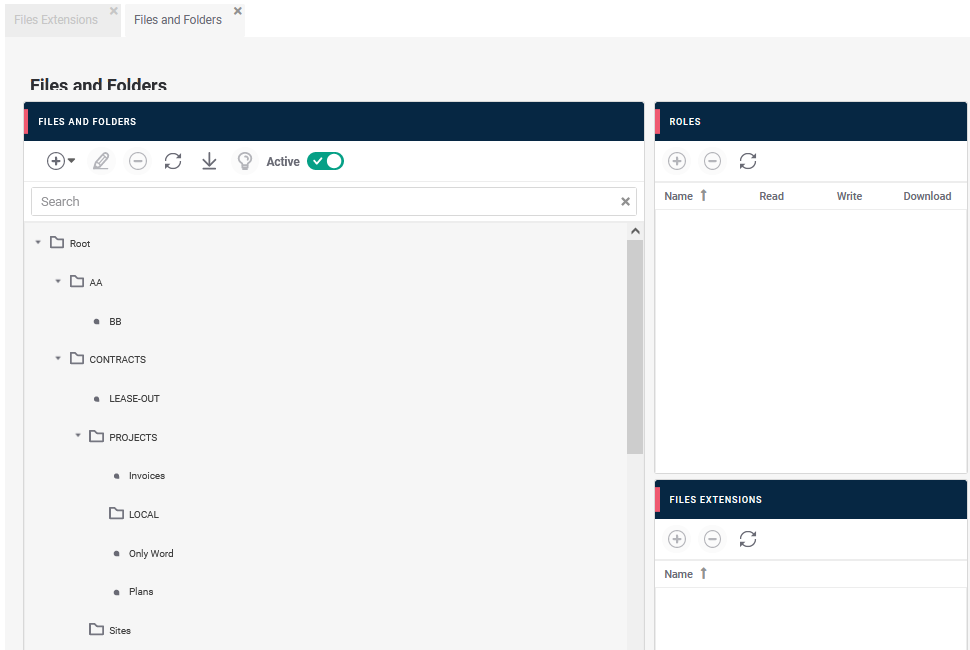 Files Extensions
Files and Folders
Files and Folders
FILES AND FOLDERS
Active
Search
Root
AA
BB
CONTRACTS
LEASE-OUT
PROJECTS
Invoices
LOCAL
Only Word
Plans
Sites
ROLES
Name Read Write Download
FILES EXTENSIONS
Name